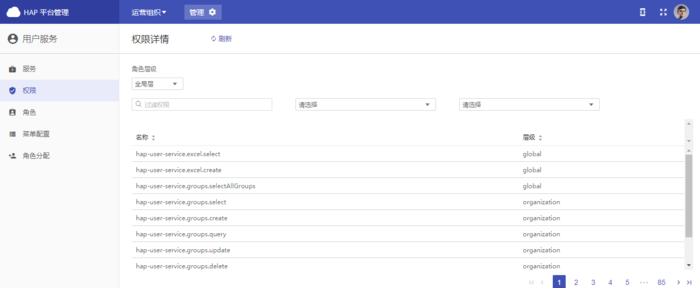 HAP 平台管理
运营组织
管理
用户服务
权限详情
刷新
服务
权限
角色
菜单配置
角色分配
角色层级
全局层
过滤权限
请选择
请选择
名称
层级
hap-user-service.excel.select
global
hap-user-service.excel.create
global
hap-user-service.groups.selectAllGroups
global
hap-user-service.groups.select
organization
hap-user-service.groups.create
organization
hap-user-service.groups.query
organization
hap-user-service.groups.update
organization
hap-user-service.groups.delete
organization
1 2 3 4 5 ••• 85